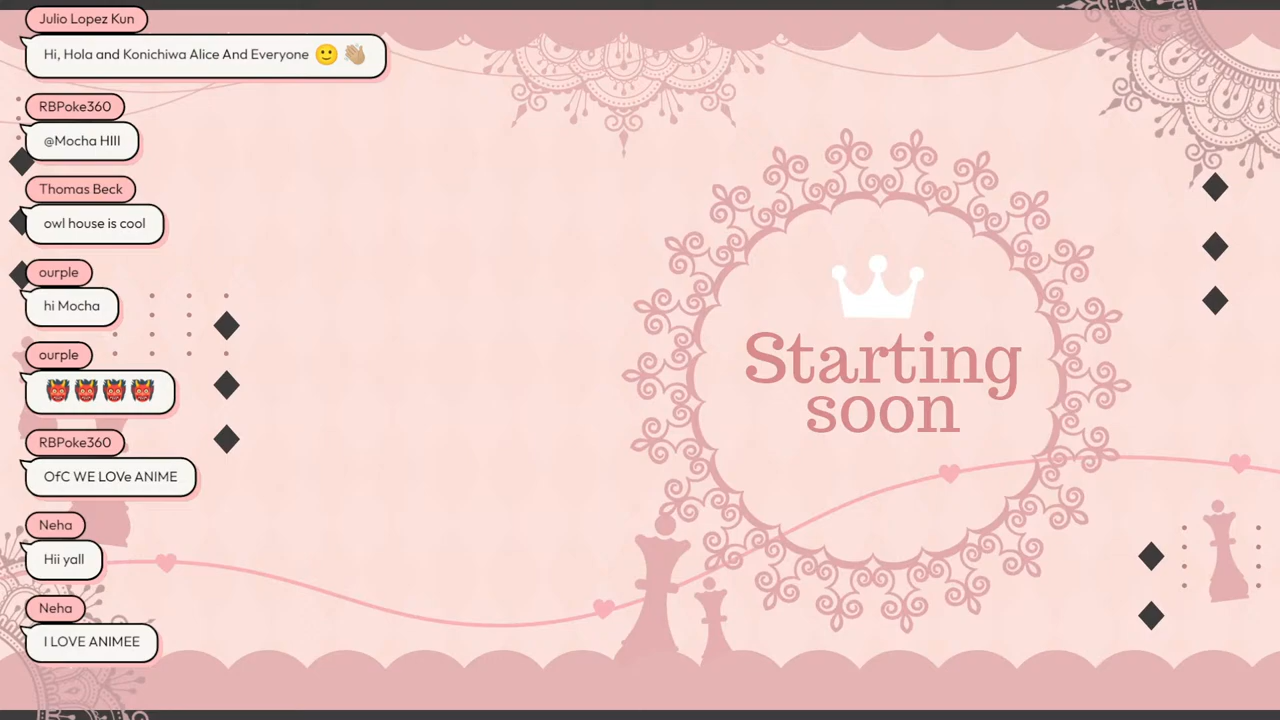 Julio Lopez Kun
Hi, Hola and Konichiwa Alice And Everyone 🙂 👋🏼
RBPoke360
@Mocha HIII
Thomas Beck
owl house is cool
ourple
hi Mocha
ourple
👹👹👹👹
RBPoke360
OfC WE LOVe ANIME
Neha
Hii yall
Neha
I LOVE ANIMEE
Starting
soon